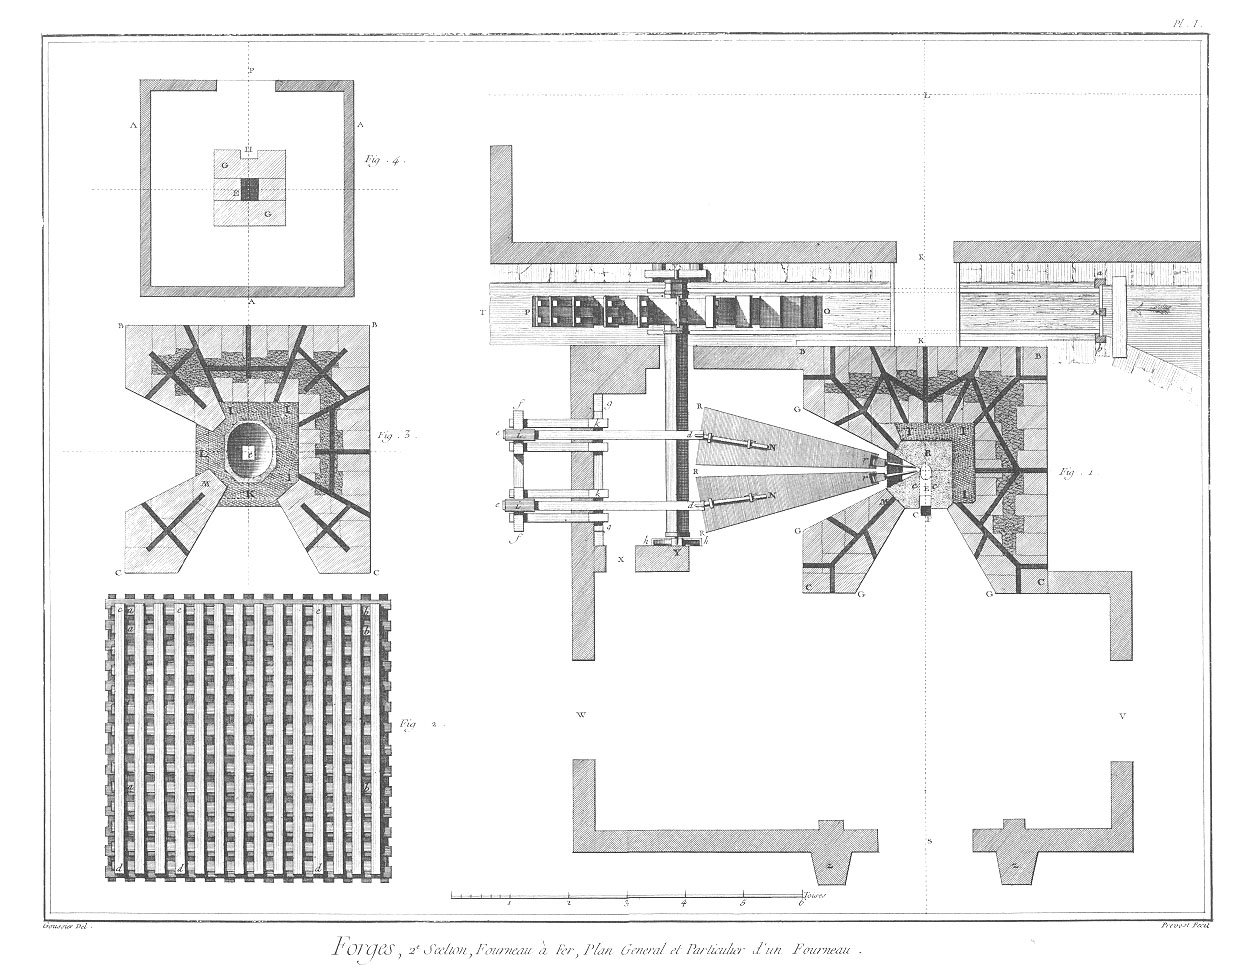 Pl. I.
P
A
A
H
G
E
G
A
Fig. 4.
L
K
T
P
O
a
A
b
K
B
B
B
B
I
I
L
e
I
M
K
C
C
Fig. 3.
f
g
k
e
L
d
N
R
R
r
r
G
k
e
L
d
N
g
f
R
G
h
Y
h
X
I
I
R
e
E
e
L
M
C
F
C
G
G
C
Fig. 1.
c
a
e
e
b
a
b
a
b
d
d
d
Fig. 2.
W
V
S
z
z
1 2 3 4 5 6 Toises
Goussier Del.
Prevost Fecit
Forges, 2e Section, Fourneau à Fer, Plan General et Particulier d'un Fourneau.